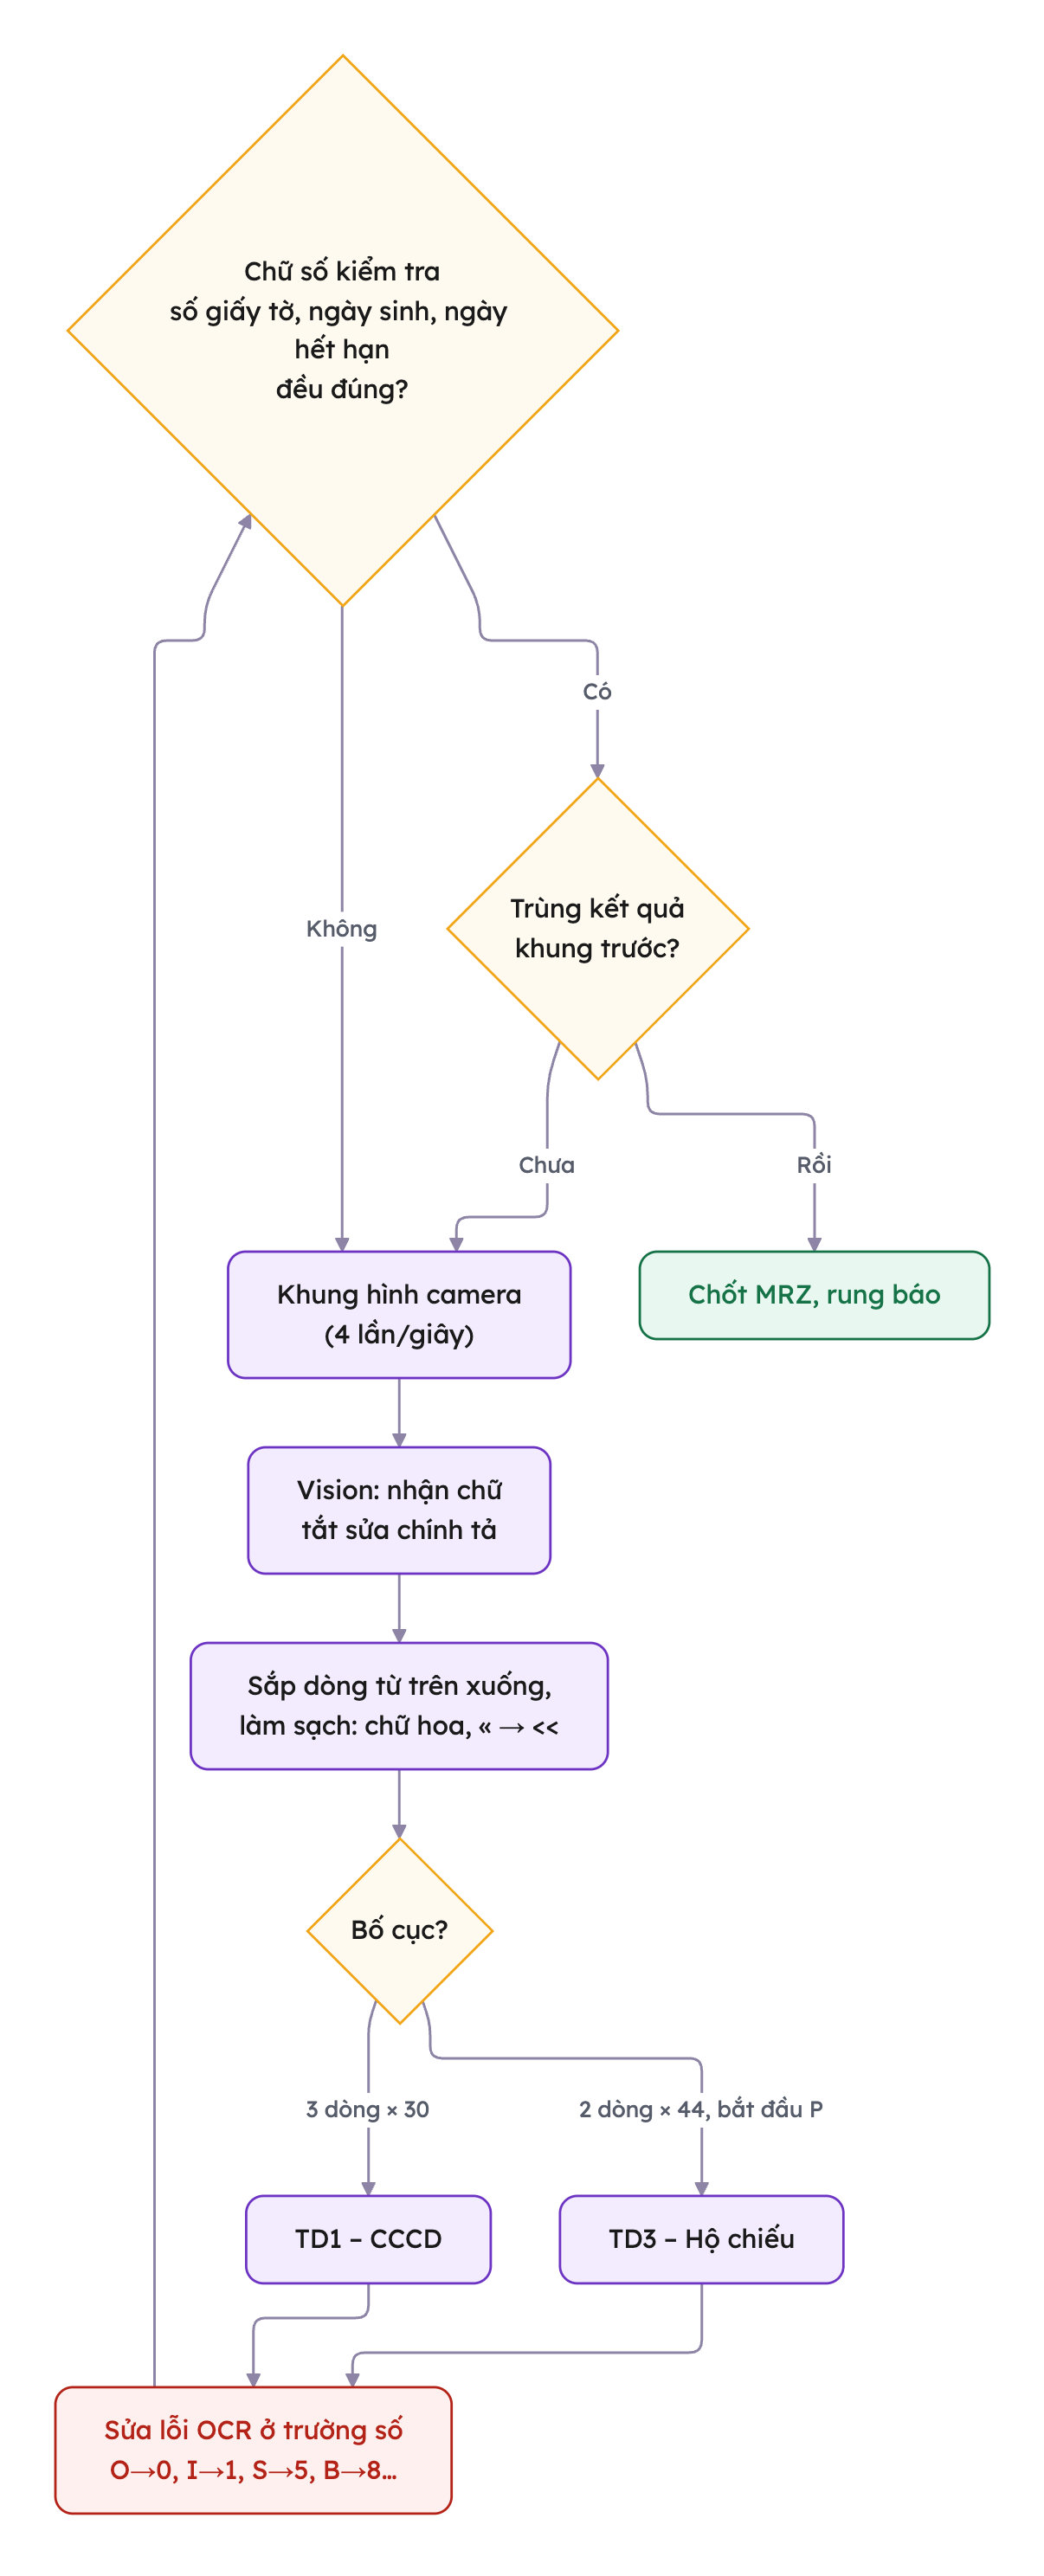 Chữ số kiểm tra
số giấy tờ, ngày sinh, ngày
hết hạn
đều đúng?
Có
Không
Trùng kết quả
khung trước?
Chưa
Rồi
Khung hình camera
(4 lần/giây)
Chốt MRZ, rung báo
Vision: nhận chữ
tắt sửa chính tả
Sắp dòng từ trên xuống,
làm sạch: chữ hoa, « → <<
Bố cục?
3 dòng × 30
2 dòng × 44, bắt đầu P
TD1 – CCCD
TD3 – Hộ chiếu
Sửa lỗi OCR ở trường số
O→0, I→1, S→5, B→8…